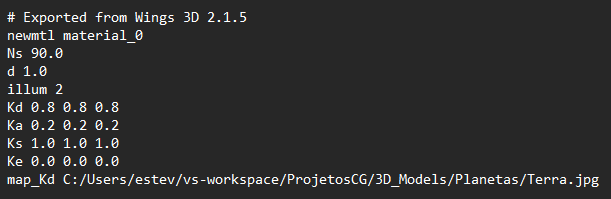 # Exported from Wings 3D 2.1.5
newmtl material_0
Ns 90.0
d 1.0
illum 2
Kd 0.8 0.8 0.8
Ka 0.2 0.2 0.2
Ks 1.0 1.0 1.0
Ke 0.0 0.0 0.0
map_Kd C:/Users/estev/vs-workspace/ProjetosCG/3D_Models/Planetas/Terra.jpg